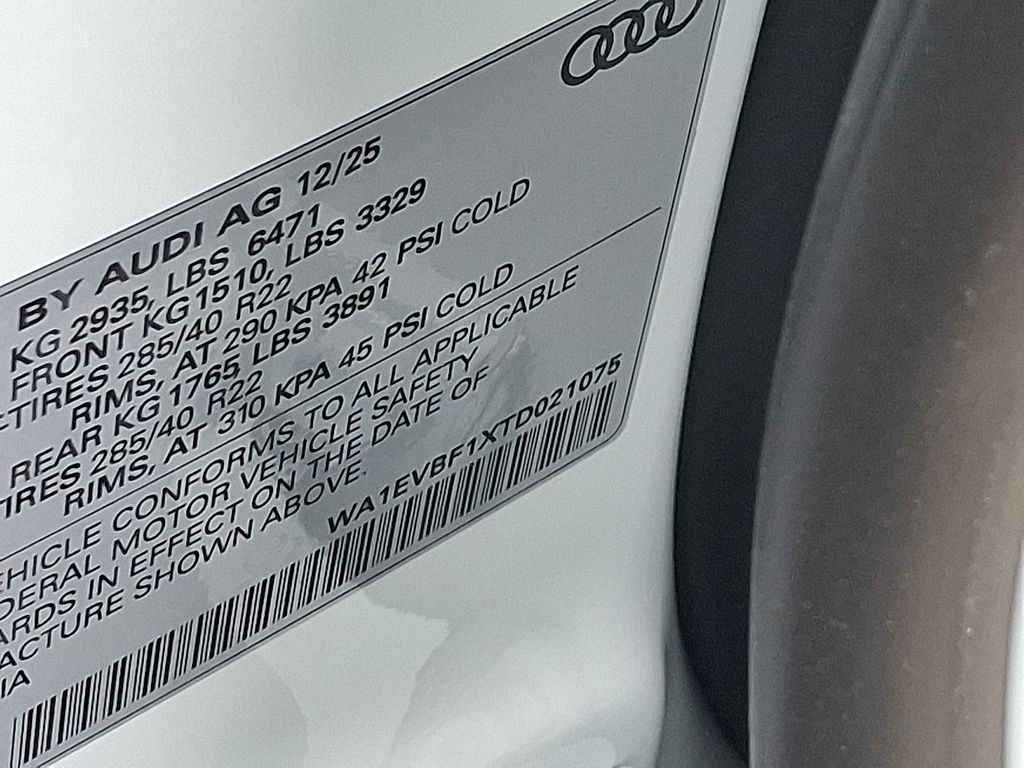 BY AUDI AG 12/25
KG 2935, LBS 6471
FRONT KG1510, LBS 3329
-TIRES 285/40 R22
RIMS, AT 290 KPA 42 PSI COLD
REAR KG 1765, LBS 3891
TIRES 285/40 R22
RIMS, AT 310 KPA 45 PSI COLD
EHICLE CONFORMS TO ALL APPLICABLE
DERAL MOTOR VEHICLE SAFETY
ARDS IN EFFECT ON THE DATE OF
ACTURE SHOWN ABOVE.
IA
WA1EVBF1XTD021075